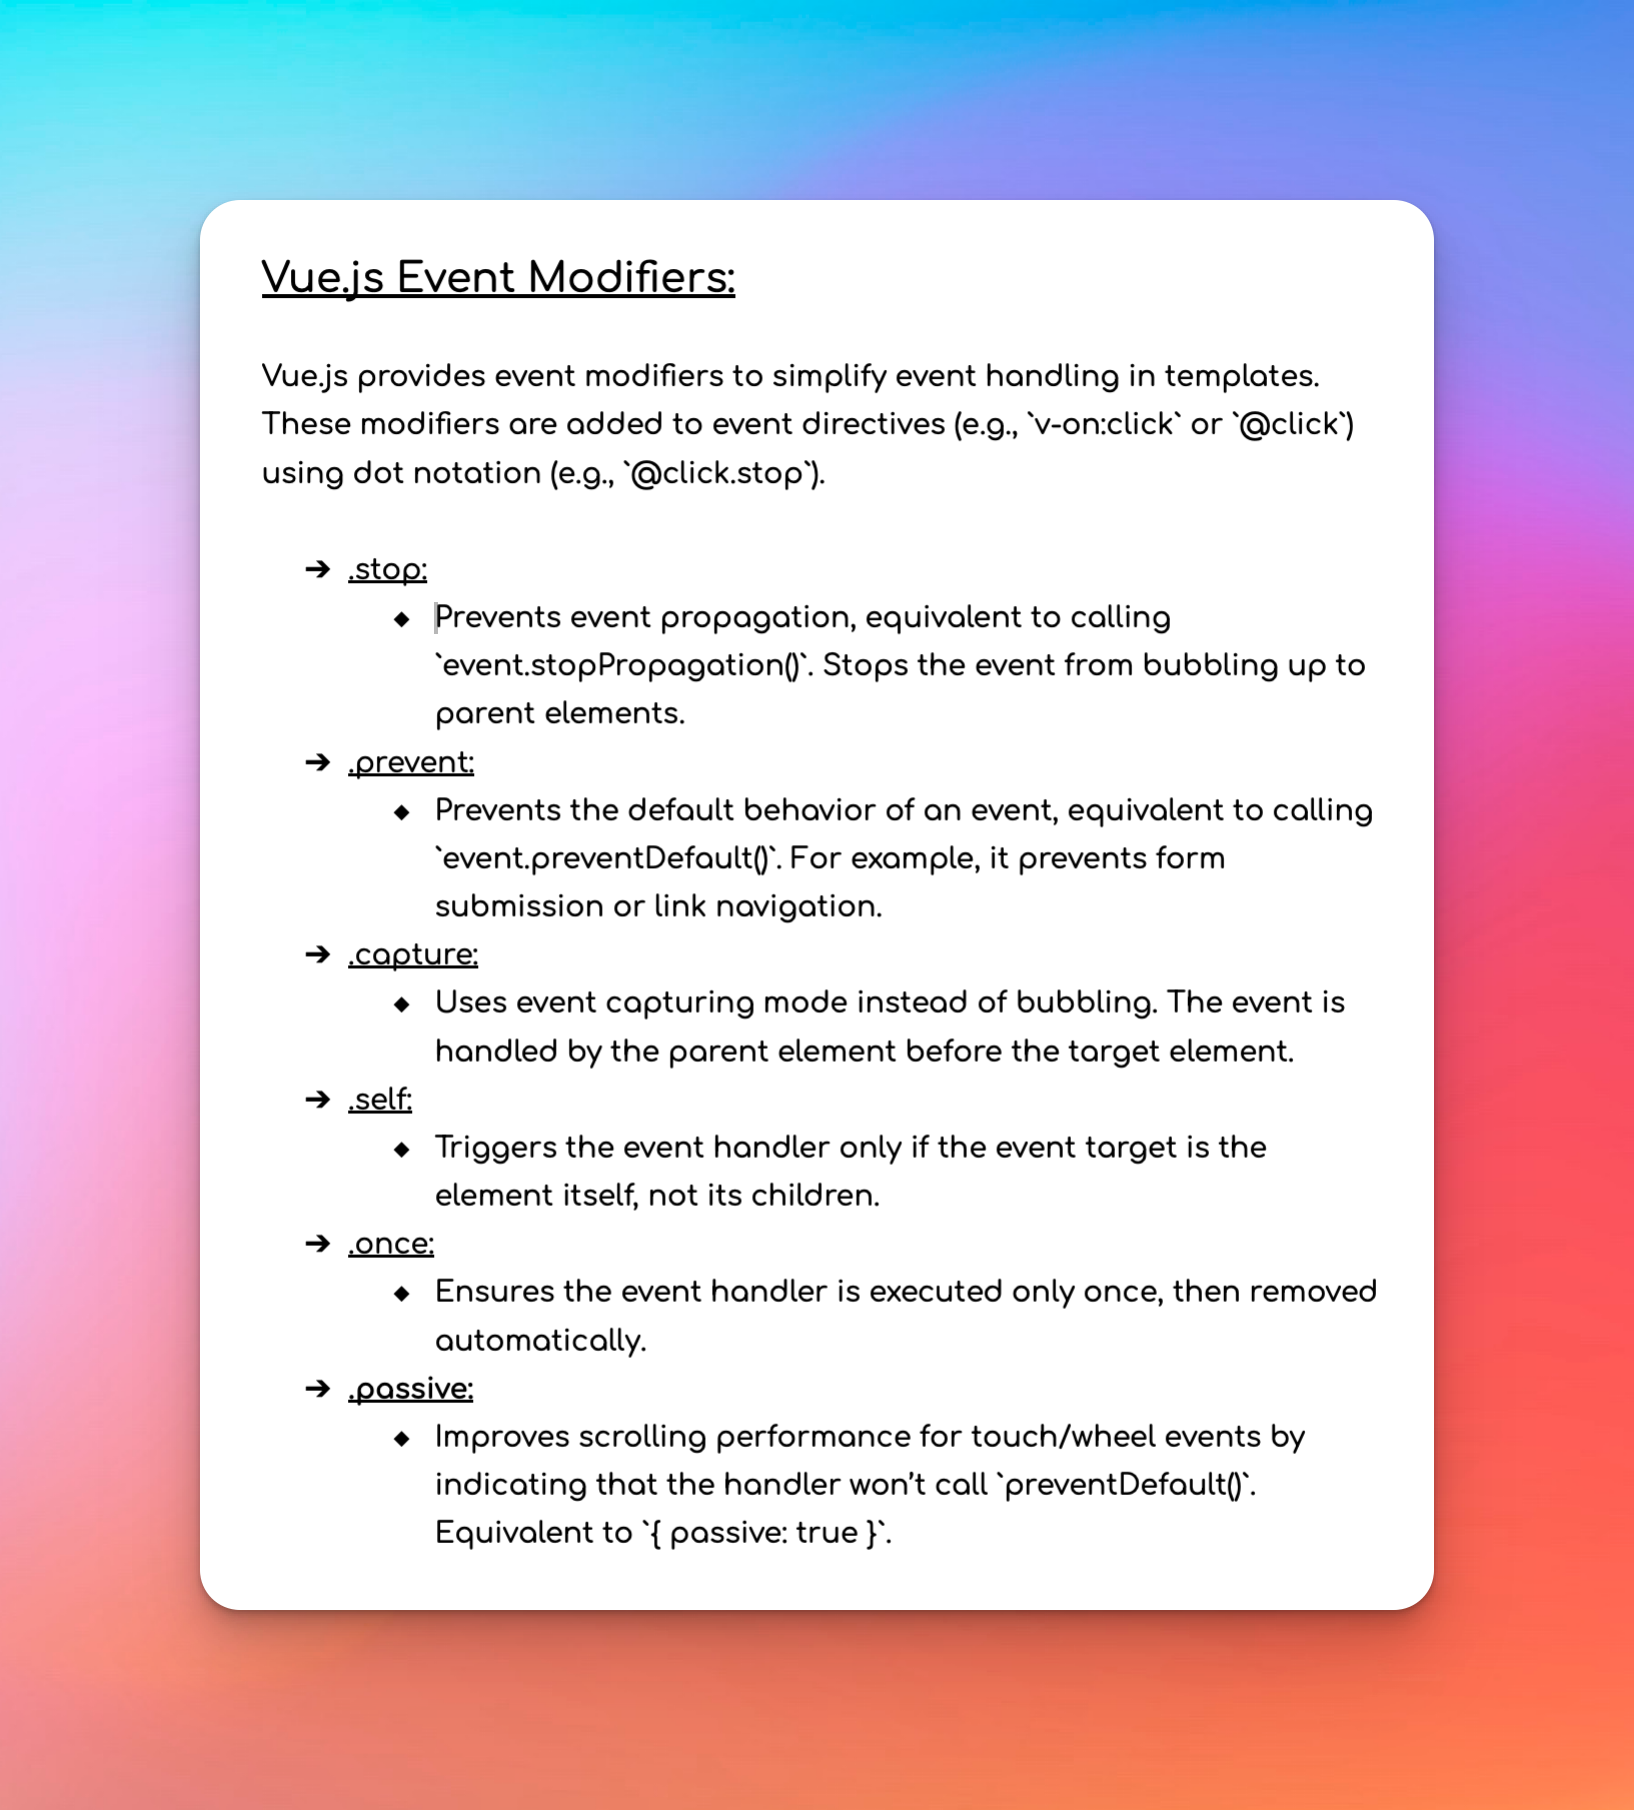 Vue.js Event Modifiers:
Vue.js provides event modifiers to simplify event handling in templates.
These modifiers are added to event directives (e.g., `v-on:click` or `@click`)
using dot notation (e.g., `@click.stop`).
➔ .stop:
◆ Prevents event propagation, equivalent to calling
`event.stopPropagation()`. Stops the event from bubbling up to
parent elements.
➔ .prevent:
◆ Prevents the default behavior of an event, equivalent to calling
`event.preventDefault()`. For example, it prevents form
submission or link navigation.
➔ .capture:
◆ Uses event capturing mode instead of bubbling. The event is
handled by the parent element before the target element.
➔ .self:
◆ Triggers the event handler only if the event target is the
element itself, not its children.
➔ .once:
◆ Ensures the event handler is executed only once, then removed
automatically.
➔ .passive:
◆ Improves scrolling performance for touch/wheel events by
indicating that the handler won’t call `preventDefault()`.
Equivalent to `{ passive: true }`.